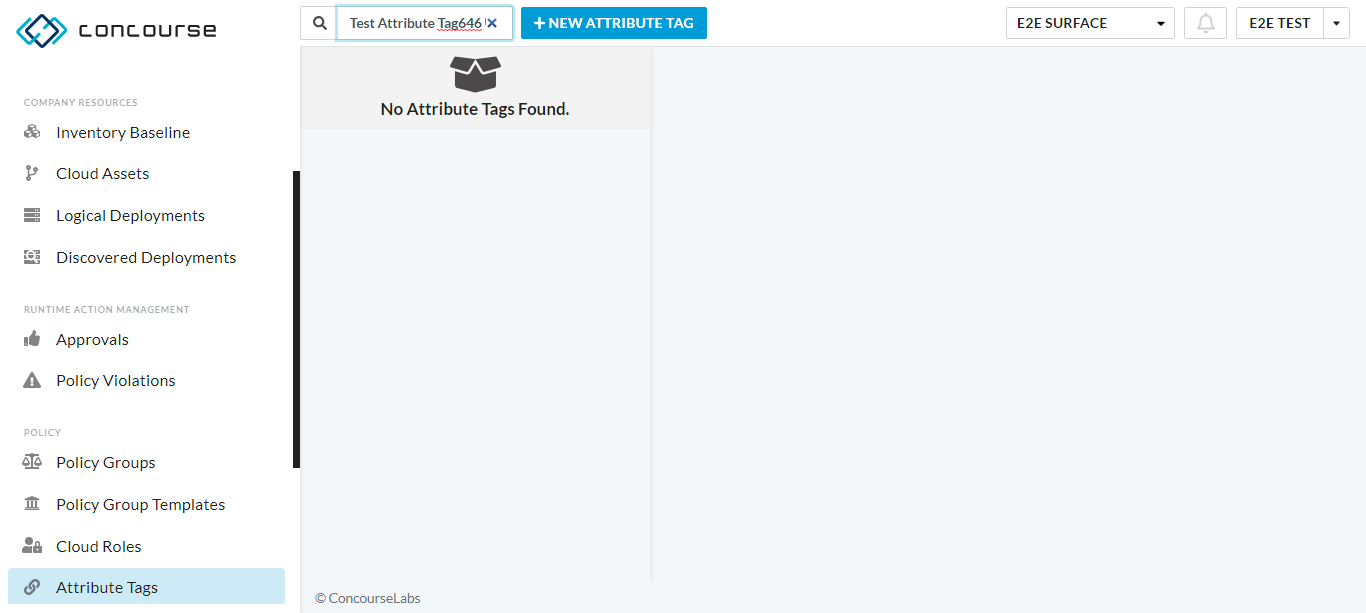 concourse
Test Attribute Tag646
NEW ATTRIBUTE TAG
E2E SURFACE
E2E TEST
No Attribute Tags Found.
COMPANY RESOURCES
Inventory Baseline
Cloud Assets
Logical Deployments
Discovered Deployments
RUNTIME ACTION MANAGEMENT
Approvals
Policy Violations
POLICY
Policy Groups
Policy Group Templates
Cloud Roles
Attribute Tags
© ConcourseLabs